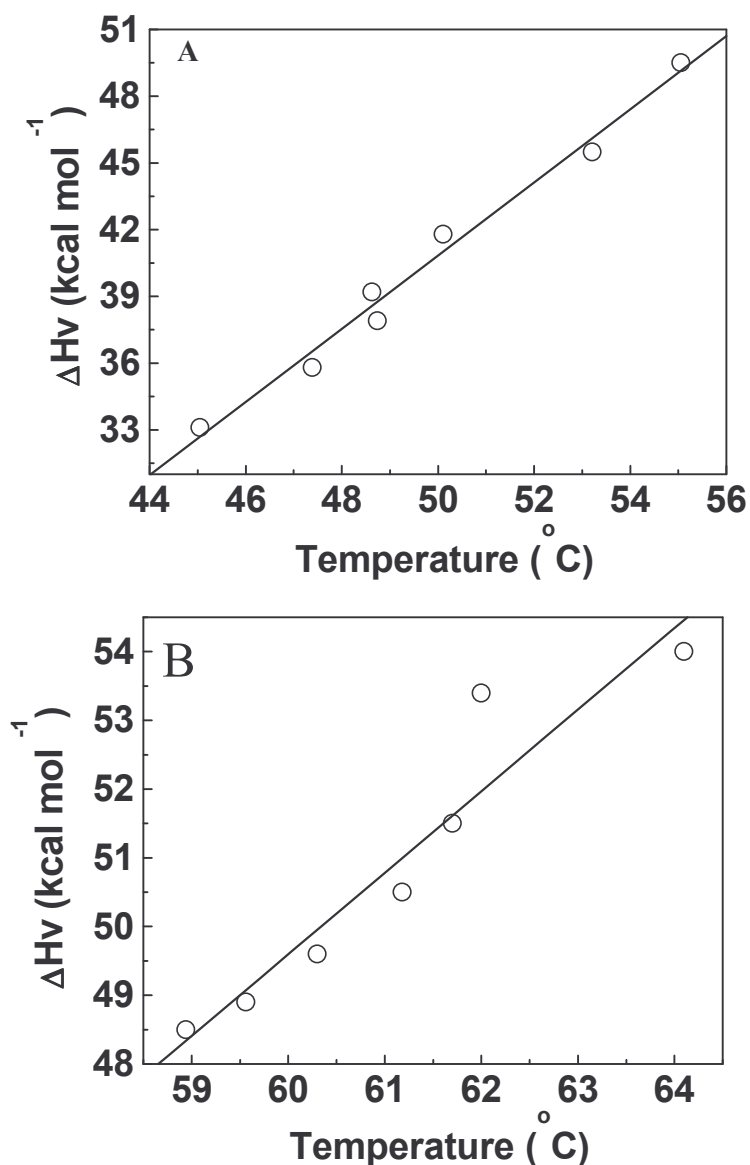 A
51
48
45
42
39
36
33
ΔHv (kcal mol⁻¹)
44 46 48 50 52 54 56
Temperature (°C)
B
54
53
52
51
50
49
48
ΔHv (kcal mol⁻¹)
59 60 61 62 63 64
Temperature (°C)